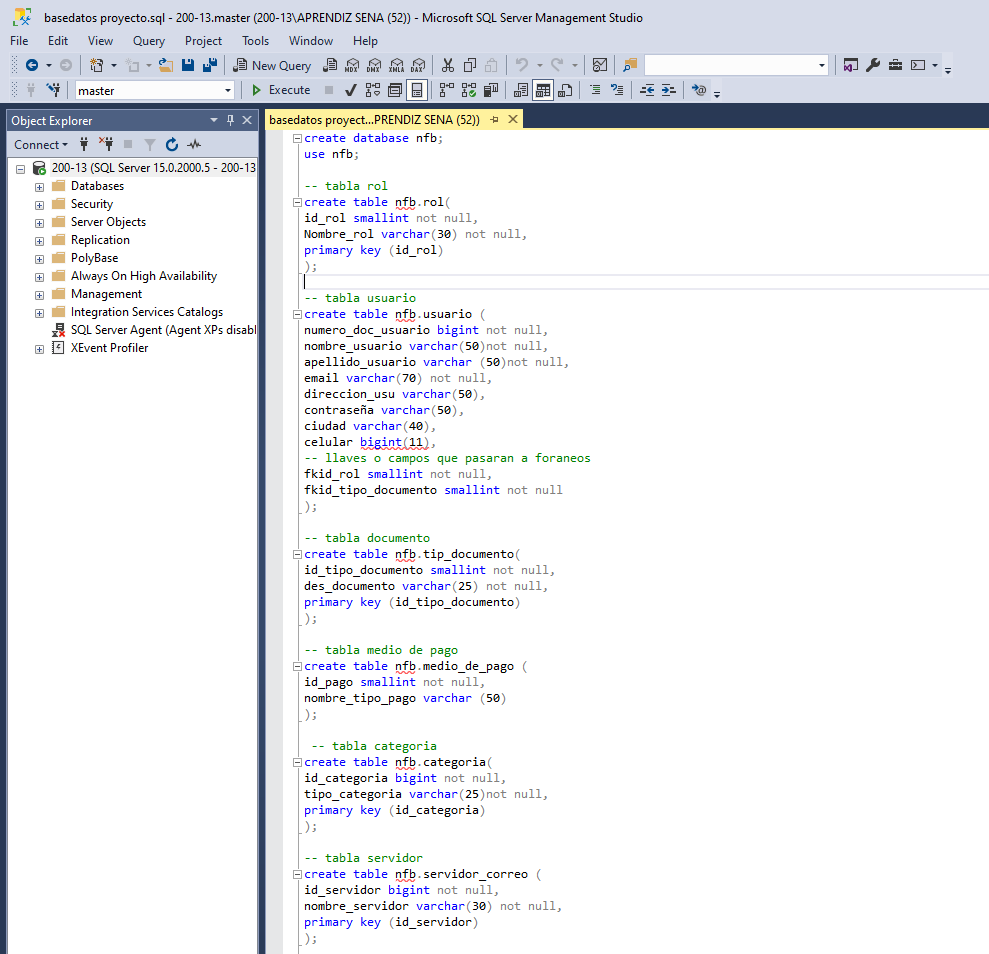 basedatos proyecto.sql - 200-13.master (200-13\APRENDIZ SENA (52)) - Microsoft SQL Server Management Studio
File Edit View Query Project Tools Window Help
New Query MDX DMX XMLA DAX
master Execute
Object Explorer
basedatos proyect...PRENDIZ SENA (52))
Connect
200-13 (SQL Server 15.0.2000.5 - 200-13
Databases
Security
Server Objects
Replication
PolyBase
Always On High Availability
Management
Integration Services Catalogs
SQL Server Agent (Agent XPs disabl
XEvent Profiler
create database nfb;
use nfb;
-- tabla rol
create table nfb.rol(
id_rol smallint not null,
Nombre_rol varchar(30) not null,
primary key (id_rol)
);
-- tabla usuario
create table nfb.usuario (
numero_doc_usuario bigint not null,
nombre_usuario varchar(50)not null,
apellido_usuario varchar (50)not null,
email varchar(70) not null,
direccion_usu varchar(50),
contraseña varchar(50),
ciudad varchar(40),
celular bigint(11),
-- llaves o campos que pasaran a foraneos
fkid_rol smallint not null,
fkid_tipo_documento smallint not null
);
-- tabla documento
create table nfb.tip_documento(
id_tipo_documento smallint not null,
des_documento varchar(25) not null,
primary key (id_tipo_documento)
);
-- tabla medio de pago
create table nfb.medio_de_pago (
id_pago smallint not null,
nombre_tipo_pago varchar (50)
);
-- tabla categoria
create table nfb.categoria(
id_categoria bigint not null,
tipo_categoria varchar(25)not null,
primary key (id_categoria)
);
-- tabla servidor
create table nfb.servidor_correo (
id_servidor bigint not null,
nombre_servidor varchar(30) not null,
primary key (id_servidor)
);